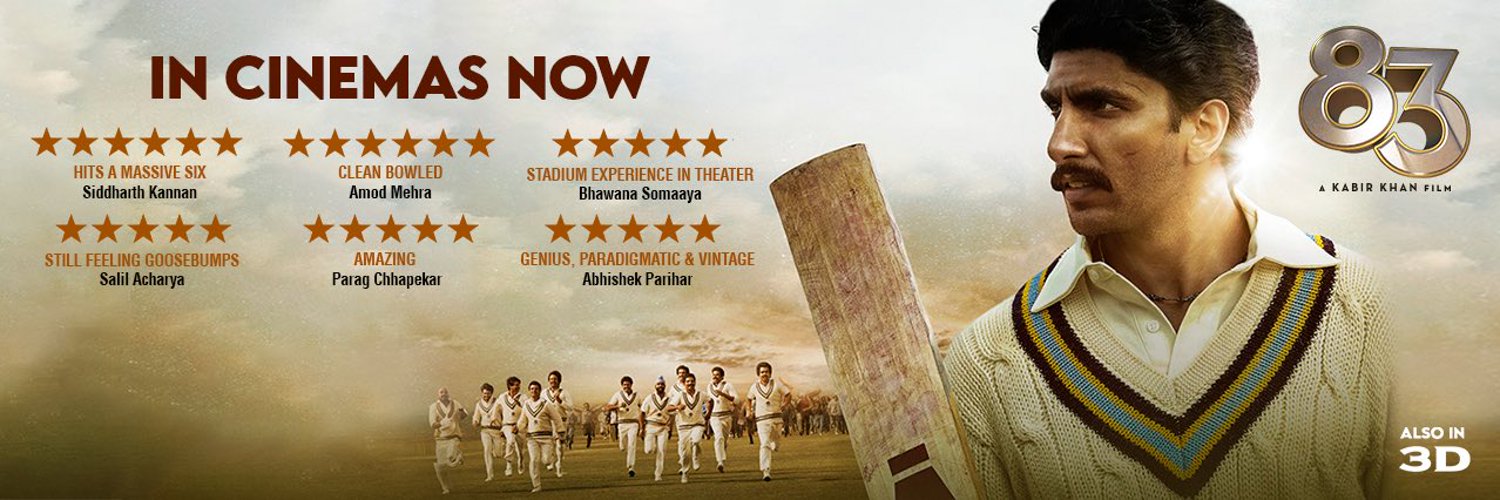 IN CINEMAS NOW
HITS A MASSIVE SIX
Siddharth Kannan
CLEAN BOWLED
Amod Mehra
STADIUM EXPERIENCE IN THEATER
Bhawana Somaaya
STILL FEELING GOOSEBUMPS
Salil Acharya
AMAZING
Parag Chhapekar
GENIUS, PARADIGMATIC & VINTAGE
Abhishek Parihar
83
A KABIR KHAN FILM
ALSO IN
3D